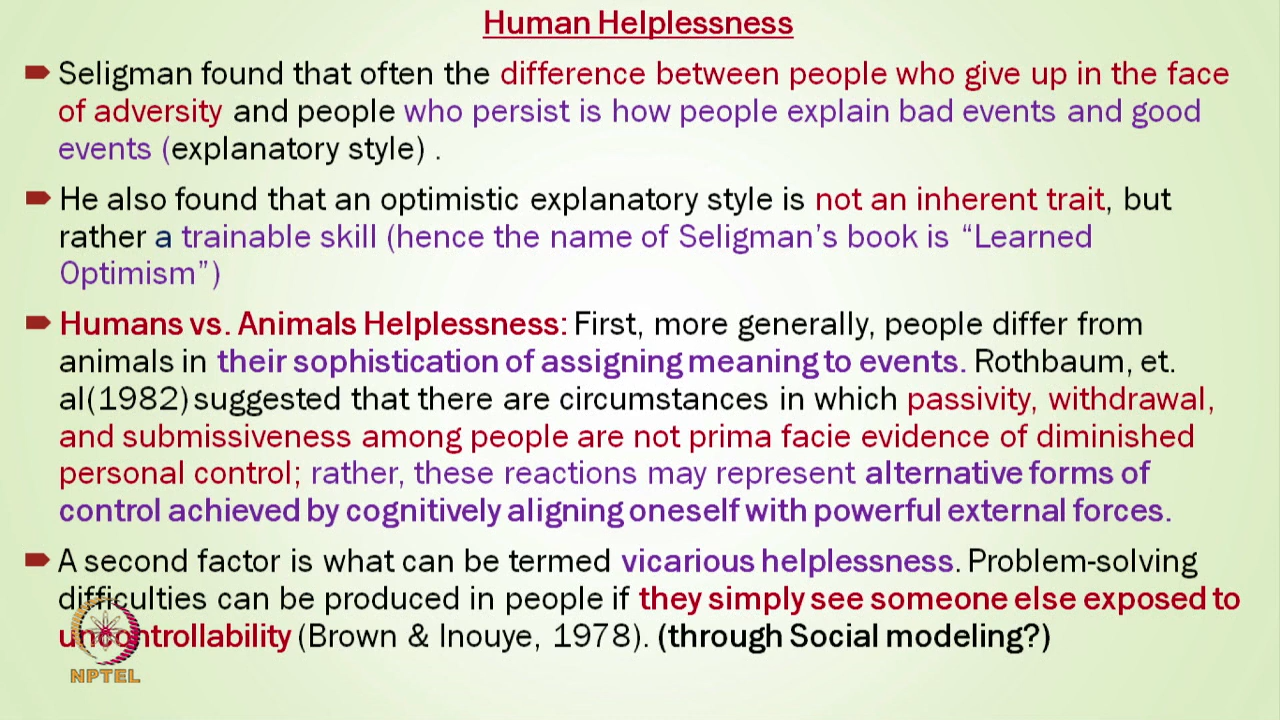 Human Helplessness
Seligman found that often the difference between people who give up in the face
of adversity and people who persist is how people explain bad events and good
events (explanatory style) .
He also found that an optimistic explanatory style is not an inherent trait, but
rather a trainable skill (hence the name of Seligman’s book is “Learned
Optimism”)
Humans vs. Animals Helplessness: First, more generally, people differ from
animals in their sophistication of assigning meaning to events. Rothbaum, et.
al(1982) suggested that there are circumstances in which passivity, withdrawal,
and submissiveness among people are not prima facie evidence of diminished
personal control; rather, these reactions may represent alternative forms of
control achieved by cognitively aligning oneself with powerful external forces.
A second factor is what can be termed vicarious helplessness. Problem-solving
difficulties can be produced in people if they simply see someone else exposed to
uncontrollability (Brown & Inouye, 1978). (through Social modeling?)
NPTEL